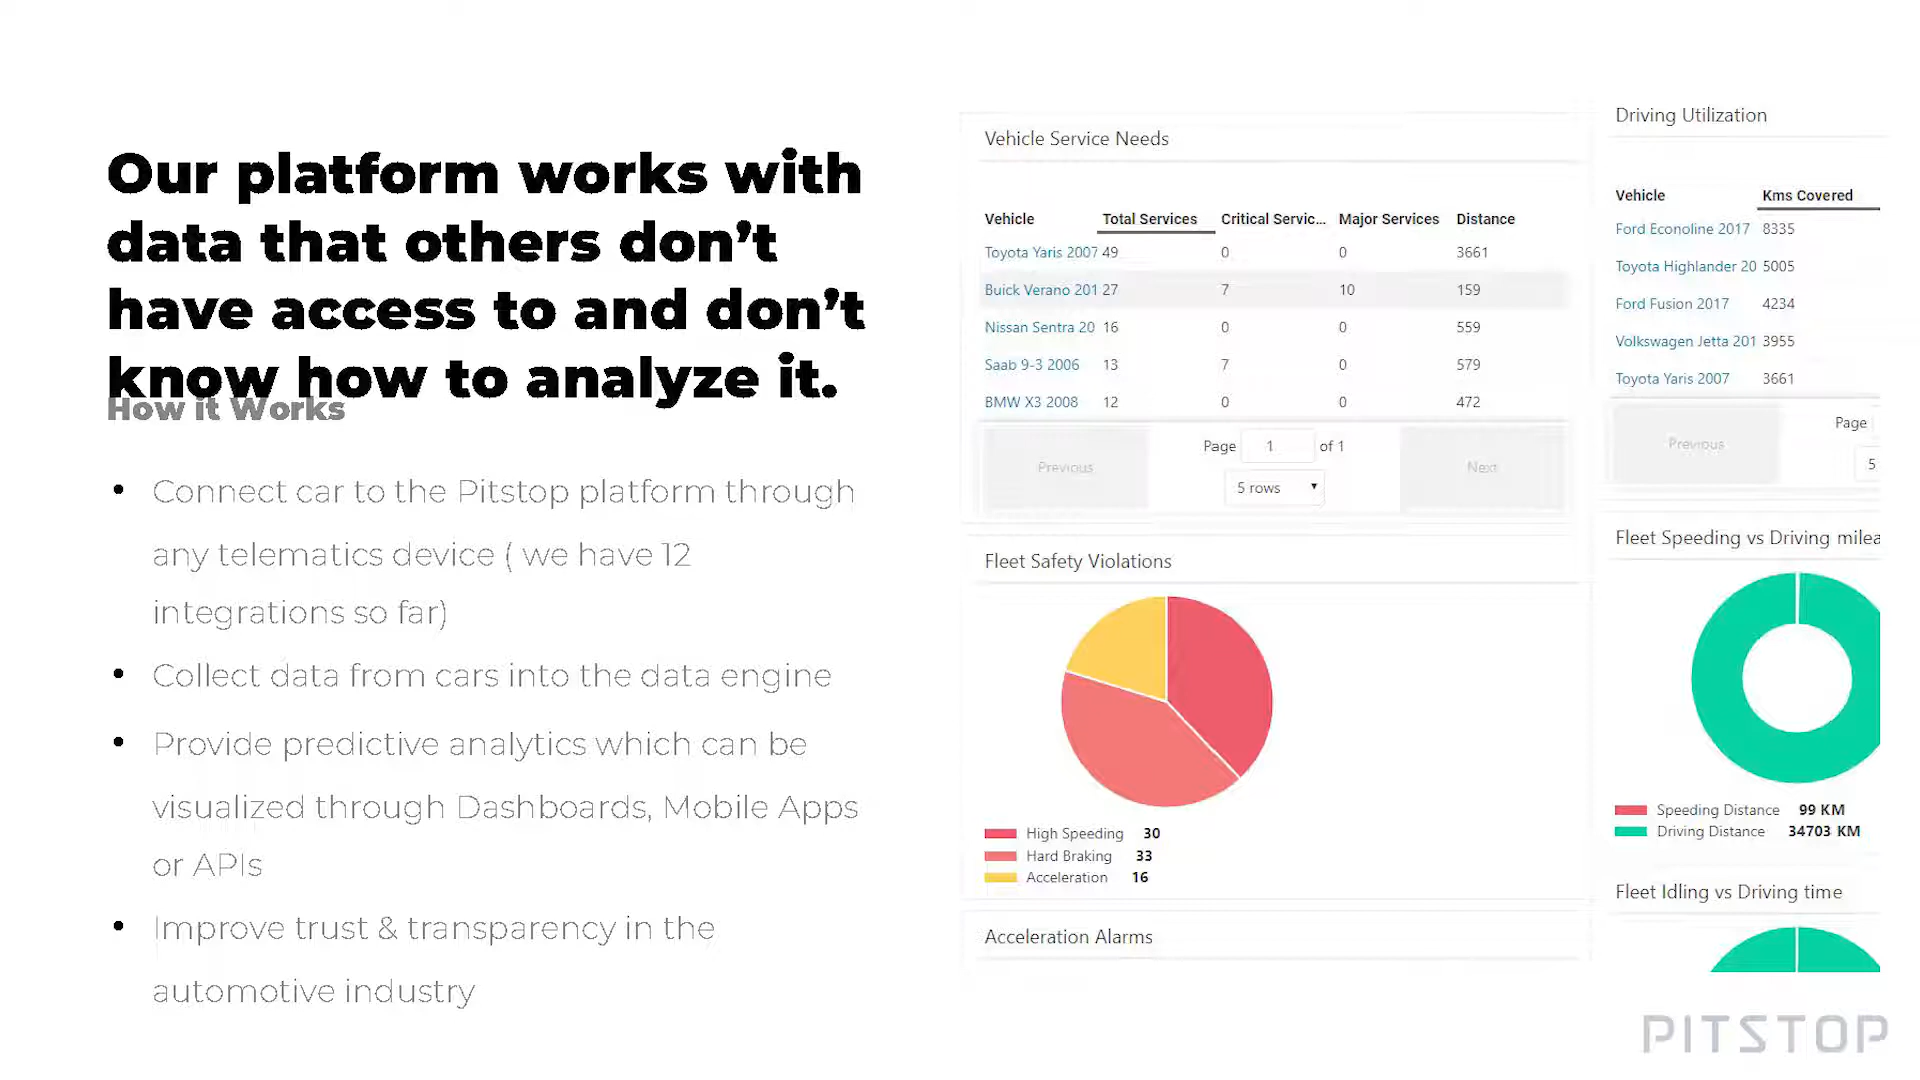 Our platform works with
data that others don’t
have access to and don’t
know how to analyze it.
How it Works
• Connect car to the Pitstop platform through
any telematics device ( we have 12
integrations so far)
• Collect data from cars into the data engine
• Provide predictive analytics which can be
visualized through Dashboards, Mobile Apps
or APIs
• Improve trust & transparency in the
automotive industry
Vehicle Service Needs
Vehicle Total Services Critical Servic... Major Services Distance
Toyota Yaris 2007 49 0 0 3661
Buick Verano 201 27 7 10 159
Nissan Sentra 20 16 0 0 559
Saab 9-3 2006 13 7 0 579
BMW X3 2008 12 0 0 472
Previous Page 1 of 1 Next
5 rows
Fleet Safety Violations
High Speeding 30
Hard Braking 33
Acceleration 16
Acceleration Alarms
Driving Utilization
Vehicle Kms Covered
Ford Econoline 2017 8335
Toyota Highlander 20 5005
Ford Fusion 2017 4234
Volkswagen Jetta 201 3955
Toyota Yaris 2007 3661
Previous Page
5
Fleet Speeding vs Driving milea
Speeding Distance 99 KM
Driving Distance 34703 KM
Fleet Idling vs Driving time
PITSTOP